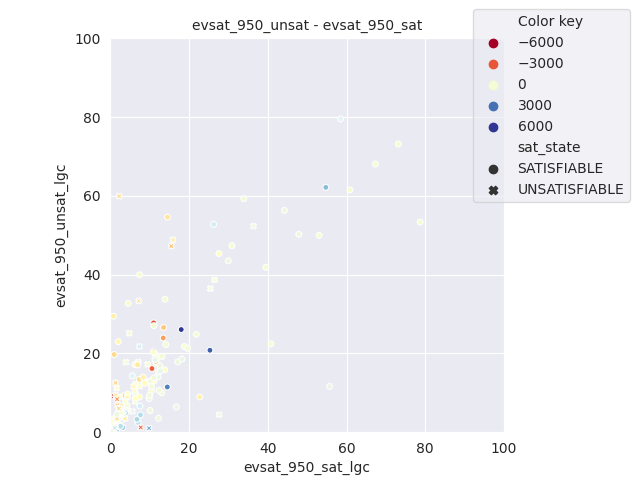 evsat_950_unsat - evsat_950_sat
Color key
−6000
−3000
0
3000
6000
sat_state
SATISFIABLE
UNSATISFIABLE
100
80
60
40
20
0
evsat_950_unsat_lgc
0 20 40 60 80 100
evsat_950_sat_lgc